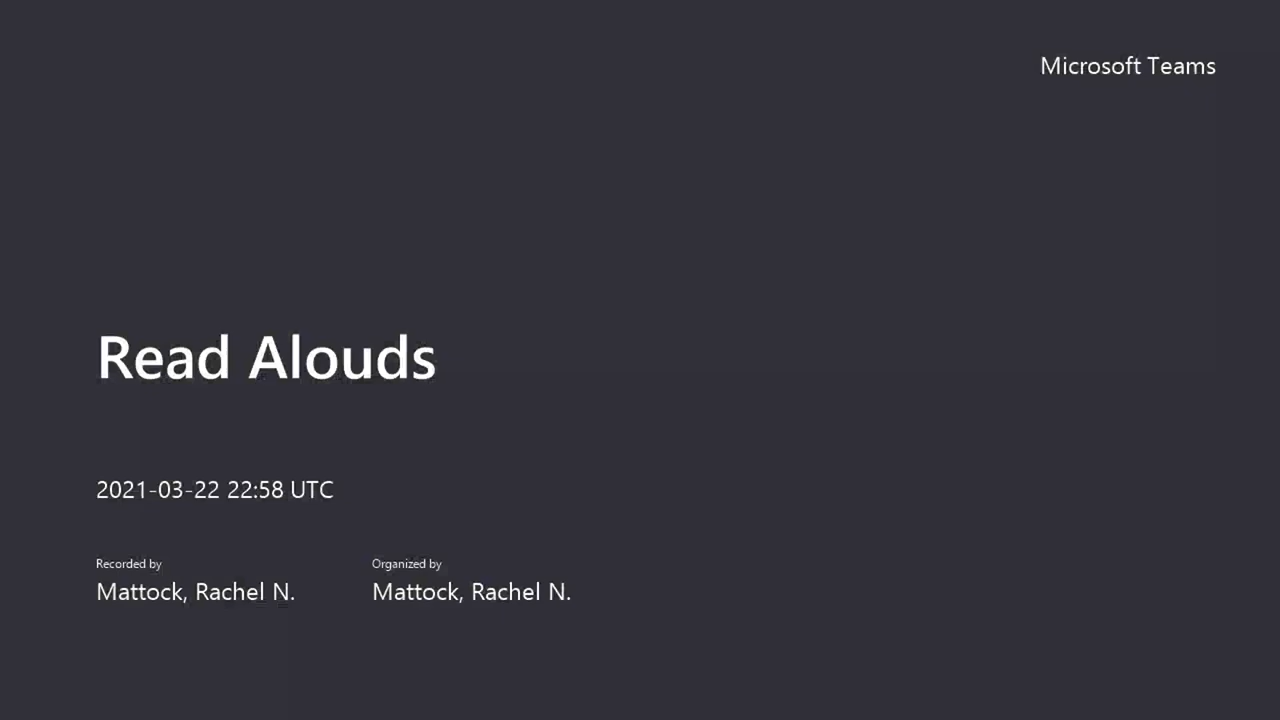 Microsoft Teams
Read Alouds
2021-03-22 22:58 UTC
Recorded by
Mattock, Rachel N.
Organized by
Mattock, Rachel N.